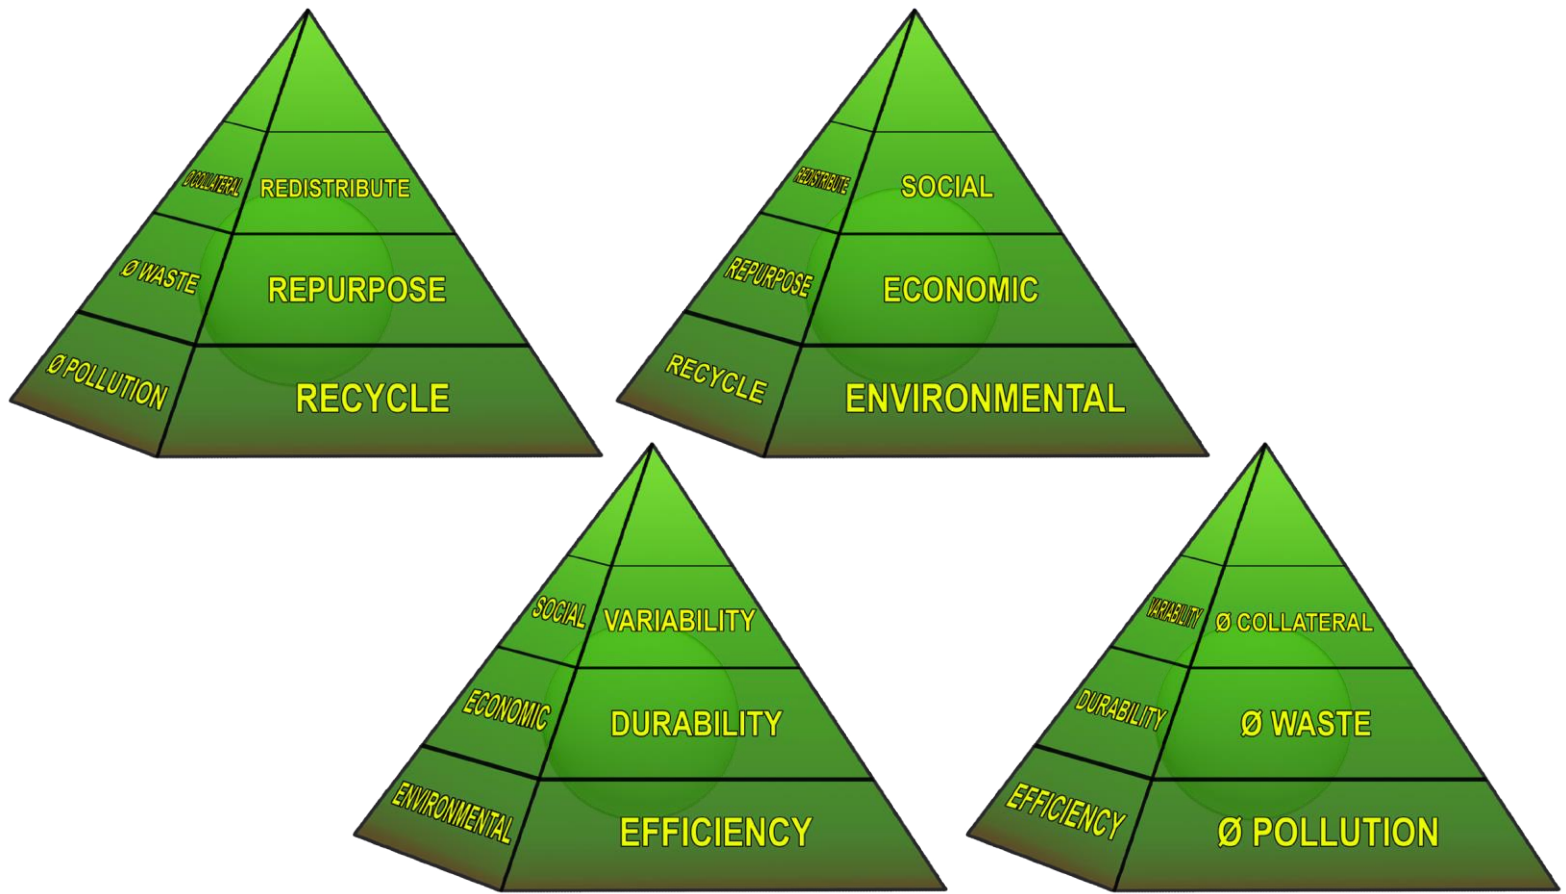 Ø COLLATERAL
REDISTRIBUTE
Ø WASTE
REPURPOSE
Ø POLLUTION
RECYCLE
REDISTRIBUTE
SOCIAL
REPURPOSE
ECONOMIC
RECYCLE
ENVIRONMENTAL
SOCIAL
VARIABILITY
ECONOMIC
DURABILITY
ENVIRONMENTAL
EFFICIENCY
VARIABILITY
Ø COLLATERAL
DURABILITY
Ø WASTE
EFFICIENCY
Ø POLLUTION